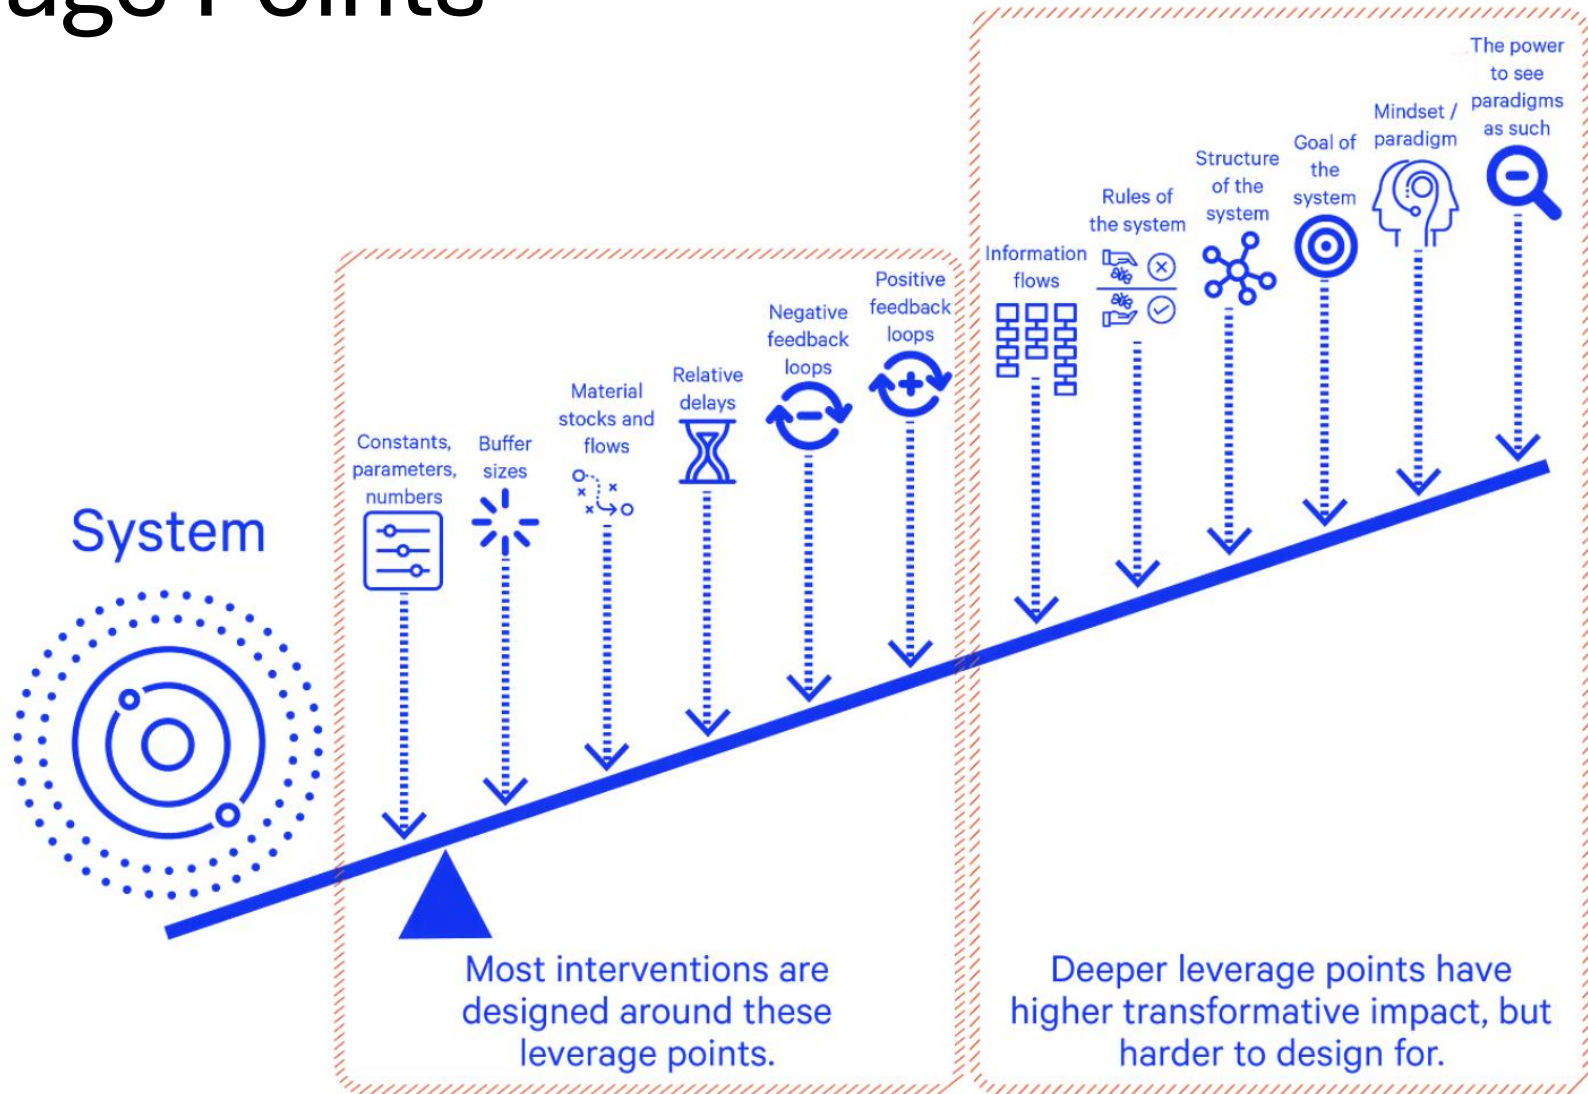 age Points
System
Constants,
parameters,
numbers
Buffer
sizes
Material
stocks and
flows
Relative
delays
Negative
feedback
loops
Positive
feedback
loops
Information
flows
Rules of
the system
Structure
of the
system
Goal of
the
system
Mindset /
paradigm
The power
to see
paradigms
as such
Most interventions are
designed around these
leverage points.
Deeper leverage points have
higher transformative impact, but
harder to design for.